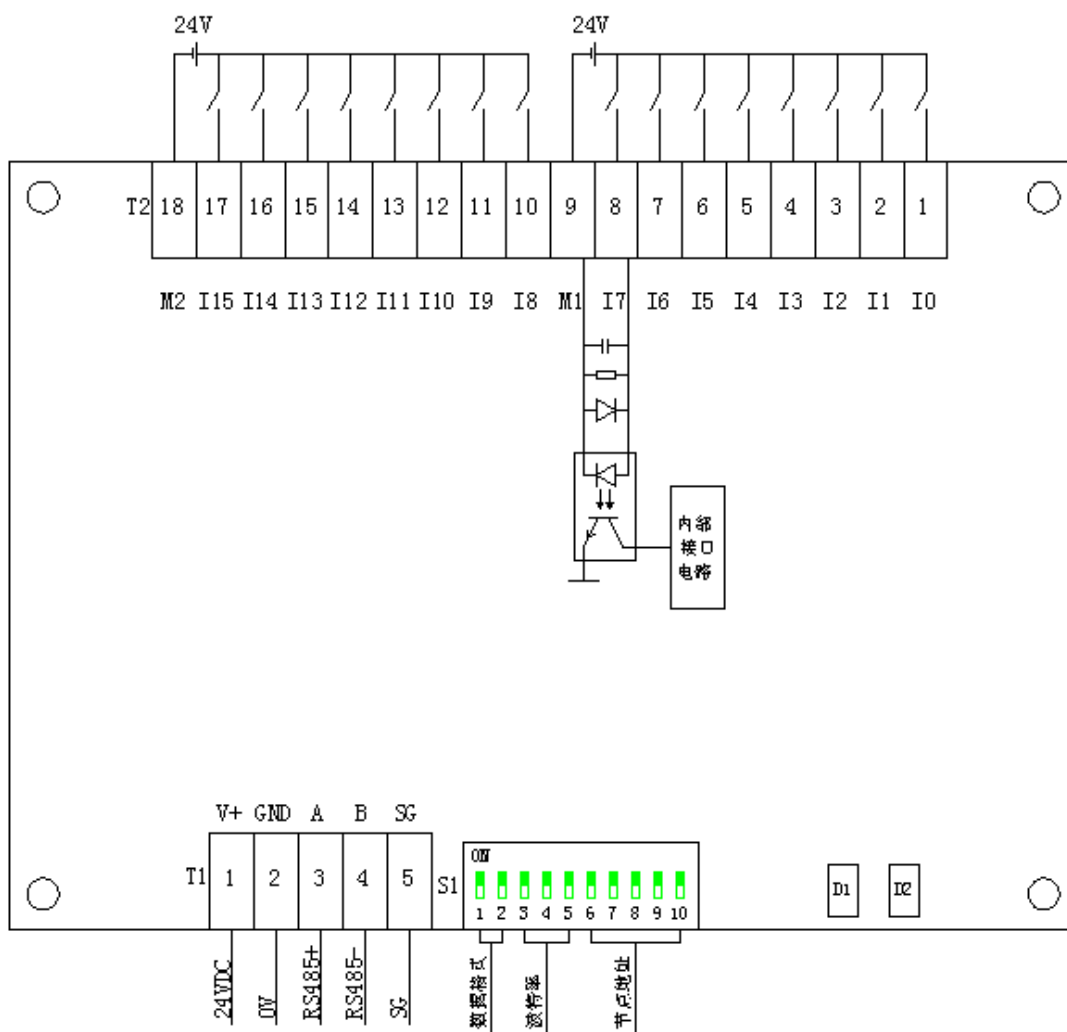 24V 24V
T2 18 17 16 15 14 13 12 11 10 9 8 7 6 5 4 3 2 1
M2 I15 I14 I13 I12 I11 I10 I9 I8 M1 I7 I6 I5 I4 I3 I2 I1 I0
内部
接口
电路
V+ GND A B SG
ON
T1 1 2 3 4 5 S1 D1 D2
1 2 3 4 5 6 7 8 9 10
24VDC 0V RS485+ RS485- SG 数据格式 波特率 节点地址